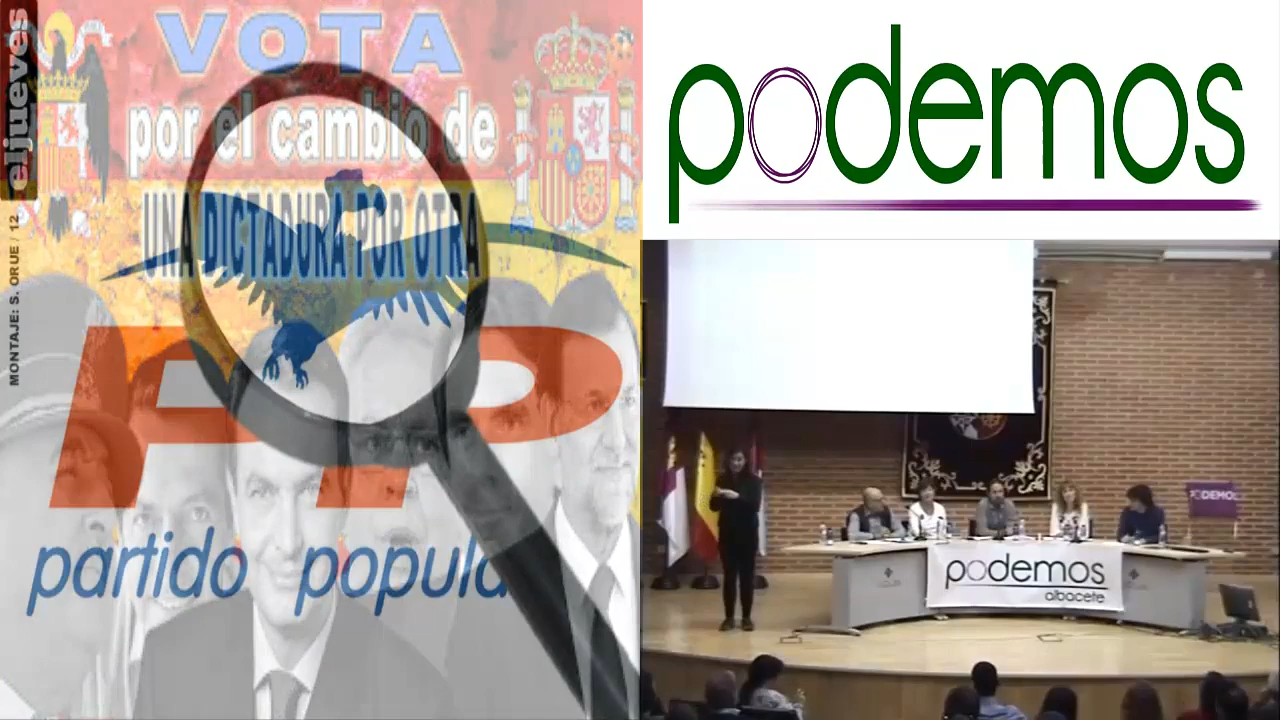 eljueves
MONTAJE: S. ORUE / 12
VOTA
por el cambio de
UNA DICTADURA POR OTRA
PP
partido popula
podemos
PODEMOS
podemos
albacete